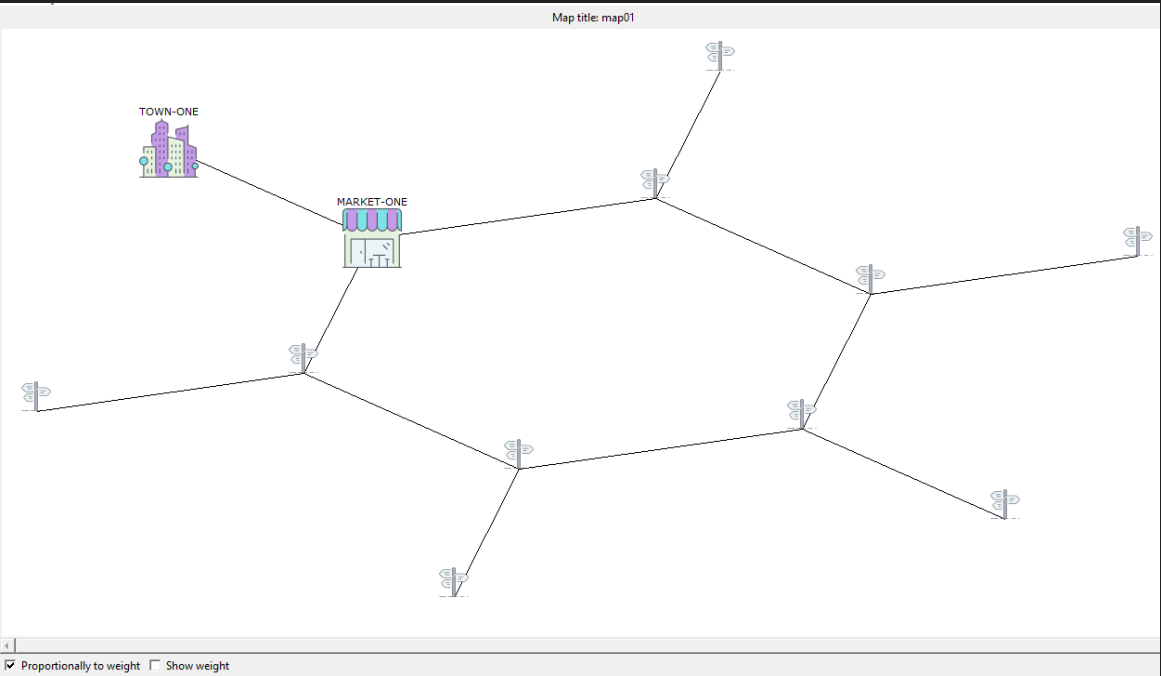 Map title: map01
TOWN-ONE
MARKET-ONE
Proportionally to weight
Show weight